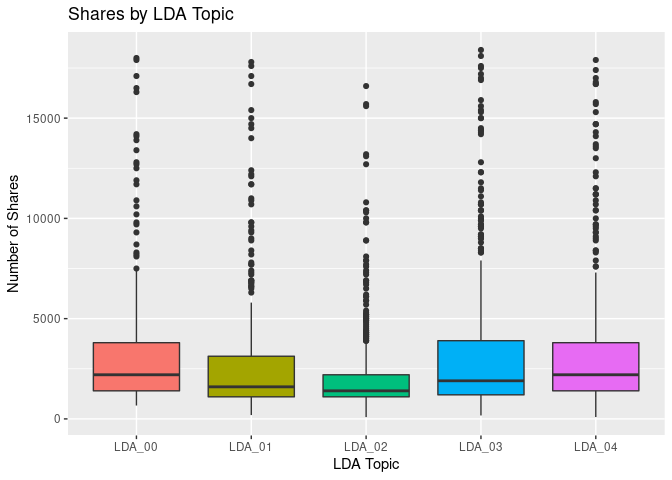 Shares by LDA Topic
Number of Shares
15000
10000
5000
0
LDA_00 LDA_01 LDA_02 LDA_03 LDA_04
LDA Topic